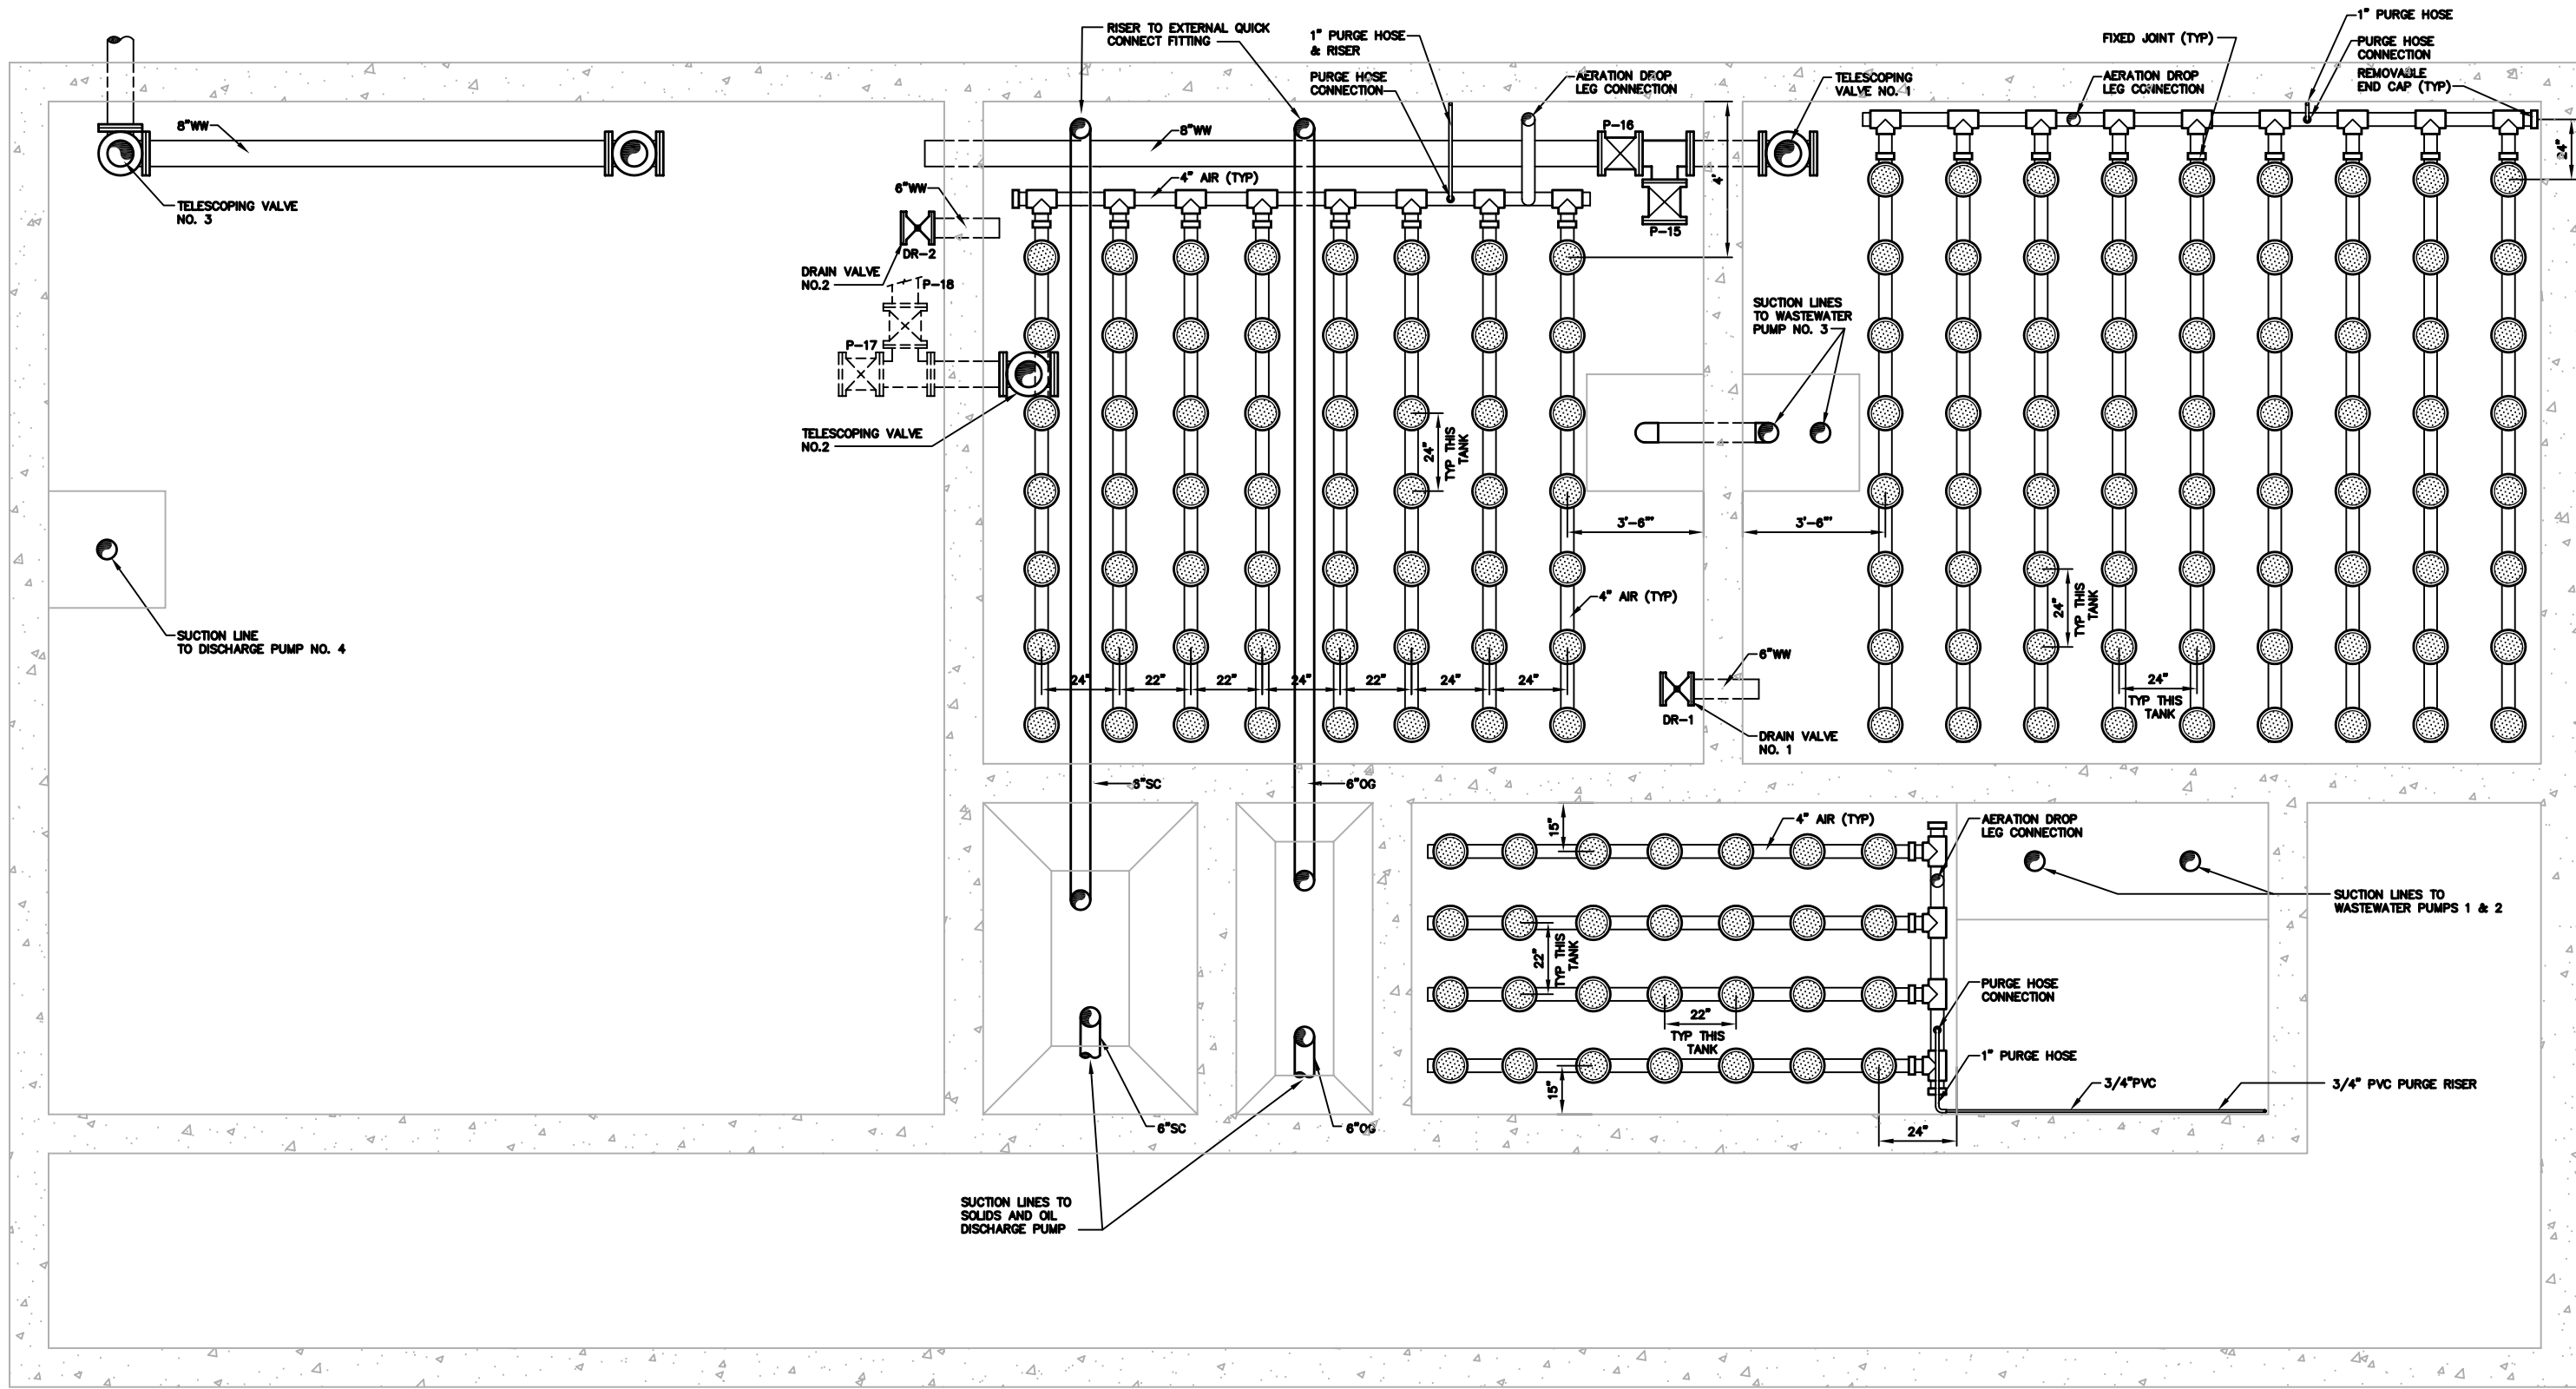 RISER TO EXTERNAL QUICK
CONNECT FITTING
1" PURGE HOSE
& RISER
PURGE HOSE
CONNECTION
AERATION DROP
LEG CONNECTION
TELESCOPING
VALVE NO. 1
FIXED JOINT (TYP)
AERATION DROP
LEG CONNECTION
1" PURGE HOSE
PURGE HOSE
CONNECTION
REMOVABLE
END CAP (TYP)
8"WW
8"WW
P-16
24"
4'
4" AIR (TYP)
6"WW
TELESCOPING VALVE
NO. 3
P-15
DR-2
DRAIN VALVE
NO.2
P-18
P-17
SUCTION LINES
TO WASTEWATER
PUMP NO. 3
TELESCOPING VALVE
NO.2
24"
TYP THIS
TANK
3'-6"'
3'-6"'
4" AIR (TYP)
24"
TYP THIS
TANK
SUCTION LINE
TO DISCHARGE PUMP NO. 4
6"WW
24"
22"
22"
24"
22"
24"
24"
24"
TYP THIS
TANK
DR-1
DRAIN VALVE
NO. 1
6"SC
6"OG
15"
4" AIR (TYP)
AERATION DROP
LEG CONNECTION
SUCTION LINES TO
WASTEWATER PUMPS 1 & 2
22"
TYP THIS
TANK
PURGE HOSE
CONNECTION
22"
TYP THIS
TANK
1" PURGE HOSE
15"
3/4"PVC
3/4" PVC PURGE RISER
6"SC
6"OG
24"
SUCTION LINES TO
SOLIDS AND OIL
DISCHARGE PUMP